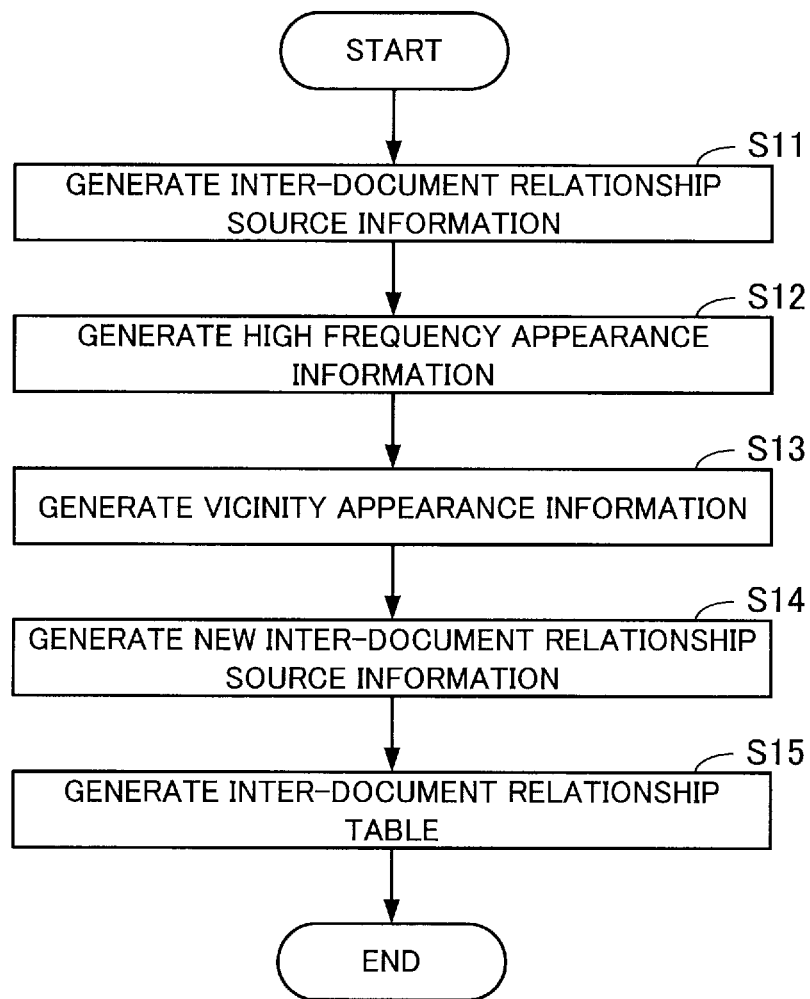 START
S11
GENERATE INTER-DOCUMENT RELATIONSHIP
SOURCE INFORMATION
S12
GENERATE HIGH FREQUENCY APPEARANCE
INFORMATION
S13
GENERATE VICINITY APPEARANCE INFORMATION
S14
GENERATE NEW INTER-DOCUMENT RELATIONSHIP
SOURCE INFORMATION
S15
GENERATE INTER-DOCUMENT RELATIONSHIP
TABLE
END